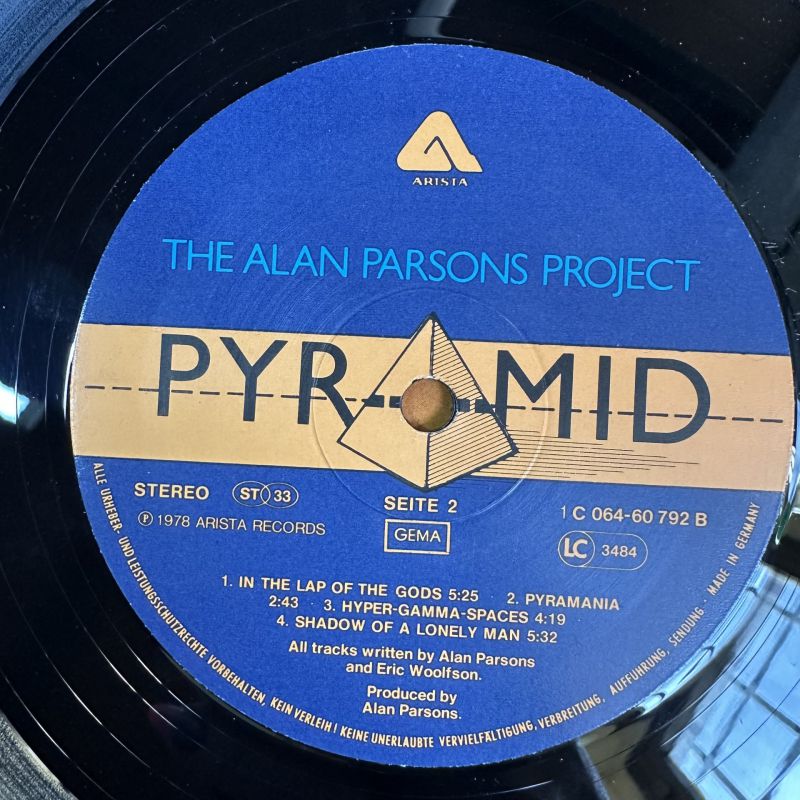 ARISTA
THE ALAN PARSONS PROJECT
PYRAMID
STEREO ST 33
SEITE 2
1 C 064-60 792 B
℗ 1978 ARISTA RECORDS
GEMA
LC 3484
1. IN THE LAP OF THE GODS 5:25 · 2. PYRAMANIA
2:43 · 3. HYPER-GAMMA-SPACES 4:19 ·
4. SHADOW OF A LONELY MAN 5:32
All tracks written by Alan Parsons
and Eric Woolfson.
Produced by
Alan Parsons.
ALLE URHEBER- UND LEISTUNGSSCHUTZRECHTE VORBEHALTEN, KEIN VERLEIH! KEINE UNERLAUBTE VERVIELFÄLTIGUNG, VERBREITUNG, AUFFUHRUNG, SENDUNG · MADE IN GERMANY